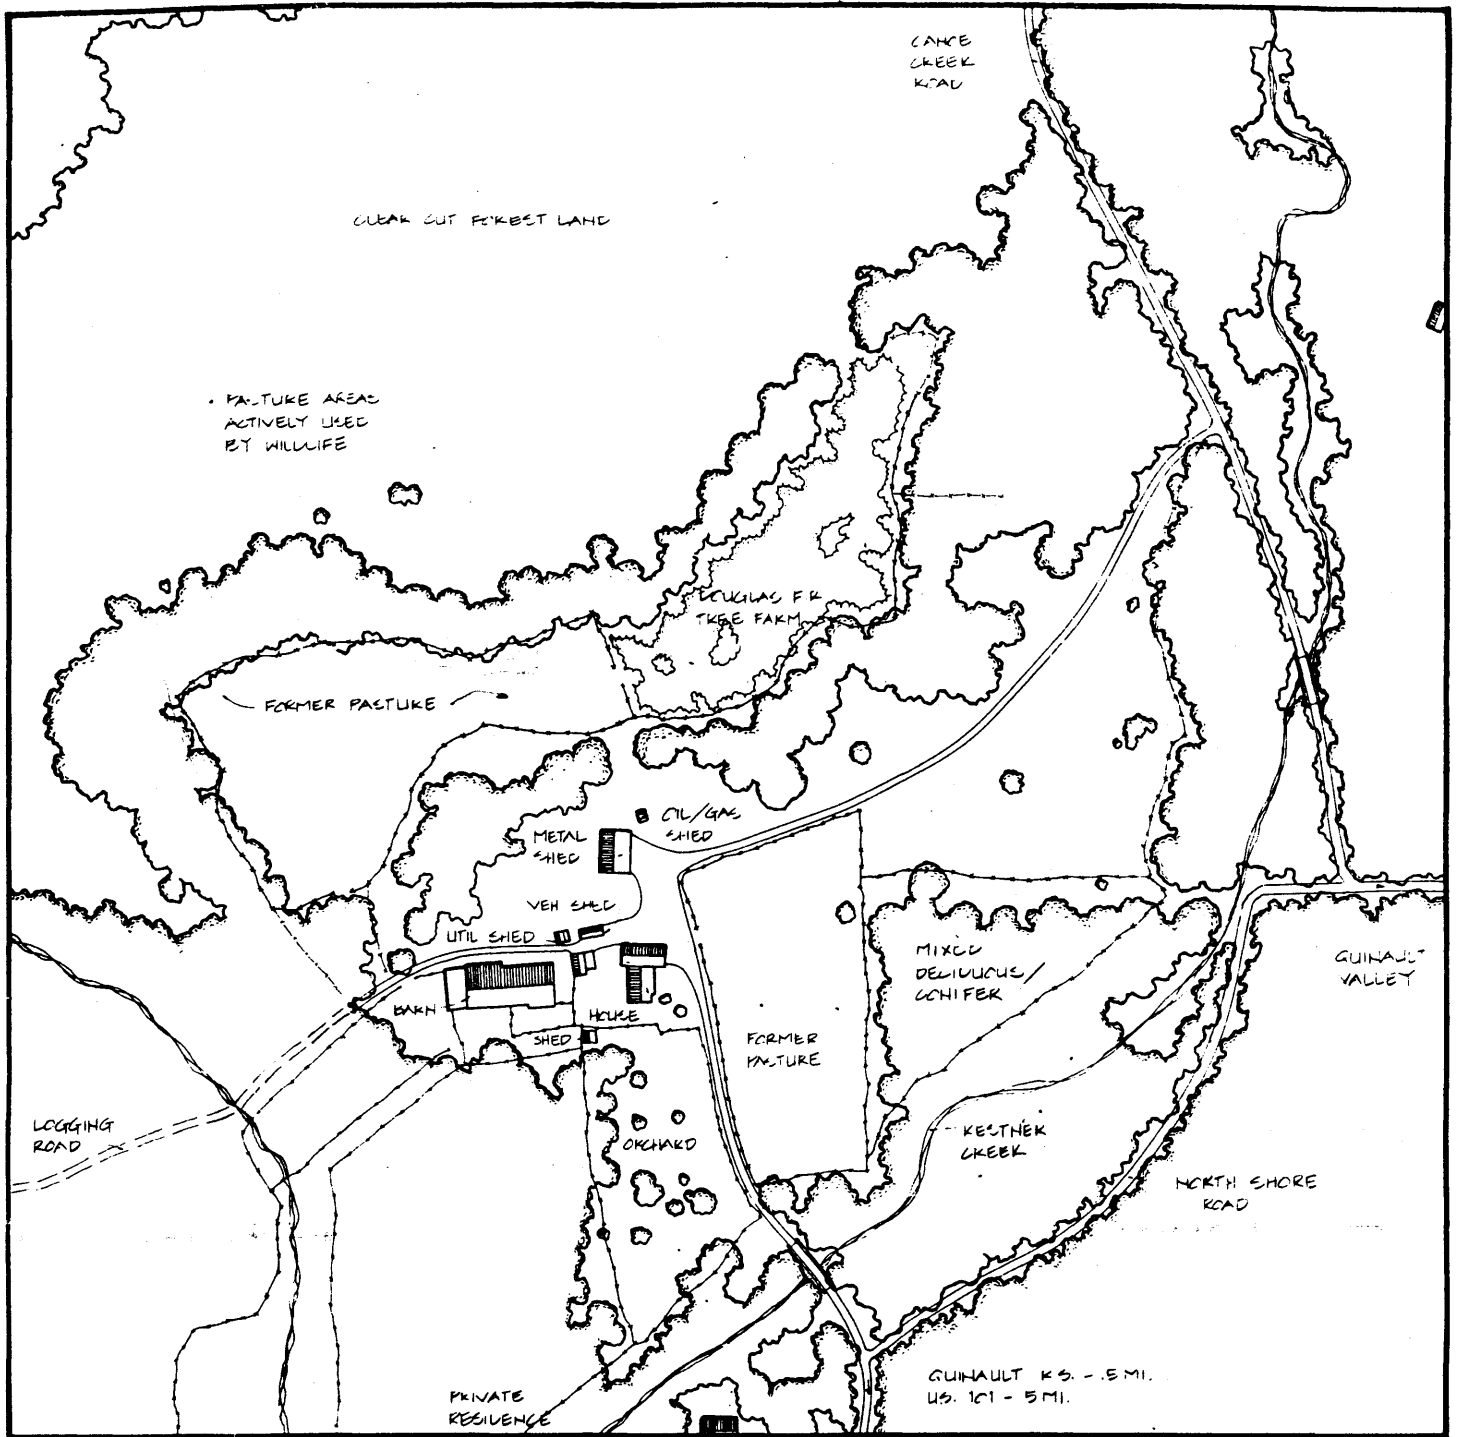 CANOE
CREEK
ROAD
CLEAR CUT FOREST LAND
• PASTURE AREAS
ACTIVELY USED
BY WILDLIFE
DOUGLAS FIR
TREE FARM
FORMER PASTURE
OIL/GAS
SHED
METAL
SHED
VEH SHED
UTIL SHED
MIXED
DECIDUOUS/
CONIFER
QUINAULT
VALLEY
BARN
HOUSE
SHED
FORMER
PASTURE
LOGGING
ROAD
ORCHARD
KESTNER
CREEK
NORTH SHORE
ROAD
QUINAULT R.S. - .5 MI.
U.S. 101 - 5 MI.
PRIVATE
RESIDENCE